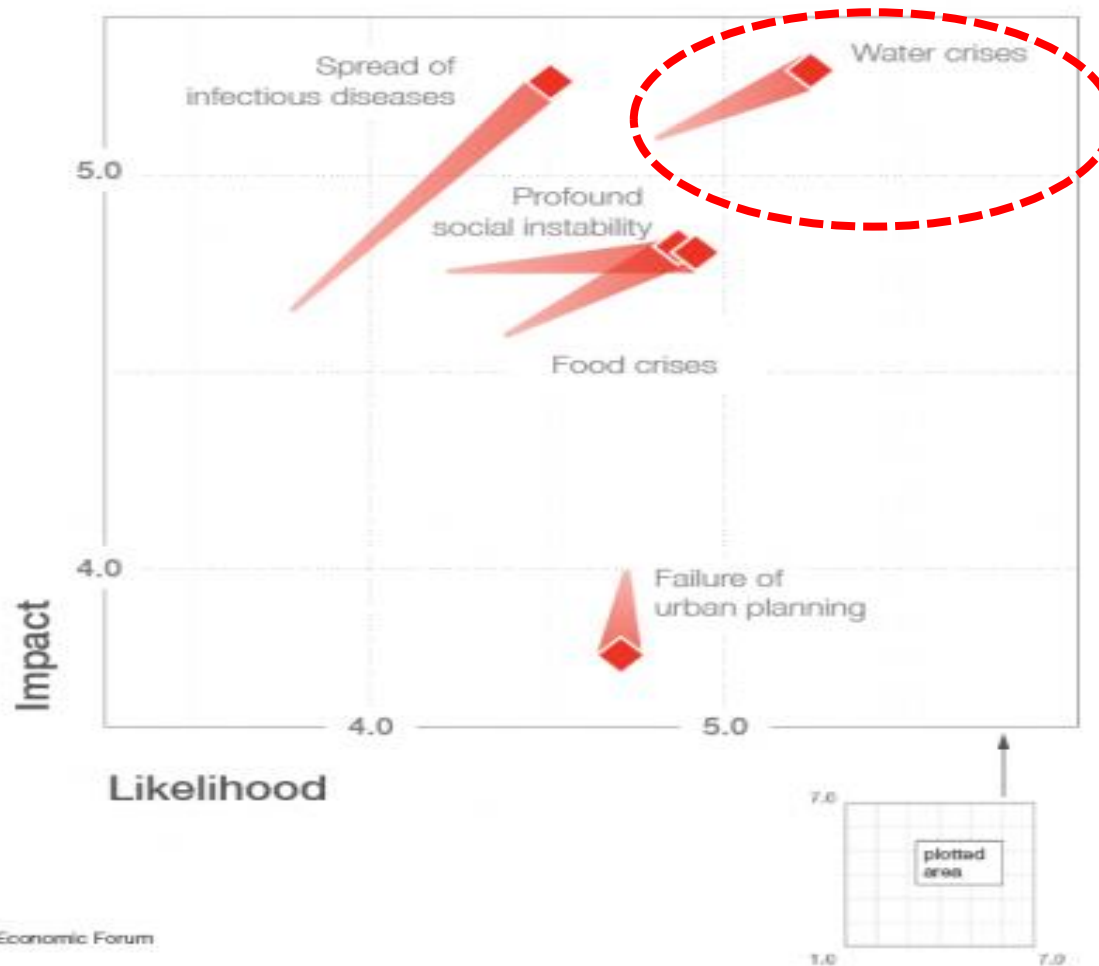 Water crises
Spread of
infectious diseases
5.0
Profound
social instability
Food crises
4.0
Failure of
urban planning
Impact
4.0
5.0
Likelihood
7.0
plotted
area
Economic Forum
1.0
7.0